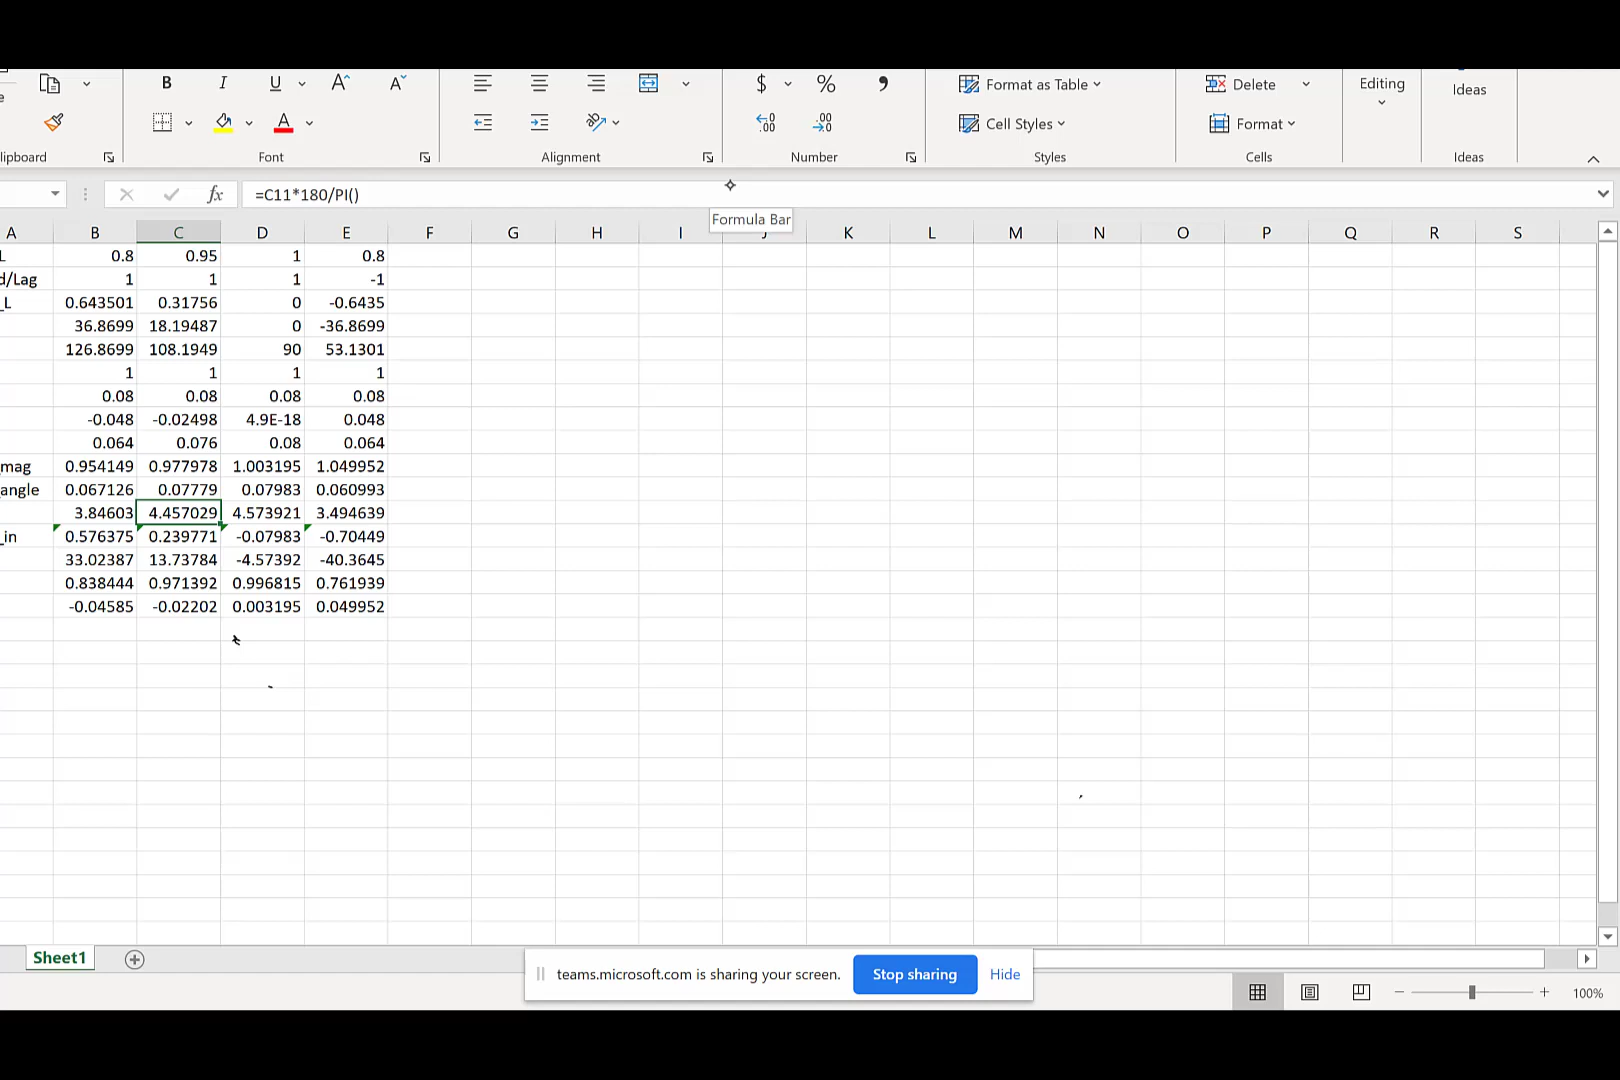 B I U A A $ % , Format as Table Delete Editing Ideas
A .00 .00 Cell Styles Format
lipboard Font Alignment Number Styles Cells Ideas
fx =C11*180/PI()
Formula Bar
A B C D E F G H I J K L M N O P Q R S
L 0.8 0.95 1 0.8
d/Lag 1 1 1 -1
_L 0.643501 0.31756 0 -0.6435
36.8699 18.19487 0 -36.8699
126.8699 108.1949 90 53.1301
1 1 1 1
0.08 0.08 0.08 0.08
-0.048 -0.02498 4.9E-18 0.048
0.064 0.076 0.08 0.064
_mag 0.954149 0.977978 1.003195 1.049952
angle 0.067126 0.07779 0.07983 0.060993
3.84603 4.457029 4.573921 3.494639
_in 0.576375 0.239771 -0.07983 -0.70449
33.02387 13.73784 -4.57392 -40.3645
0.838444 0.971392 0.996815 0.761939
-0.04585 -0.02202 0.003195 0.049952
Sheet1
teams.microsoft.com is sharing your screen. Stop sharing Hide
100%